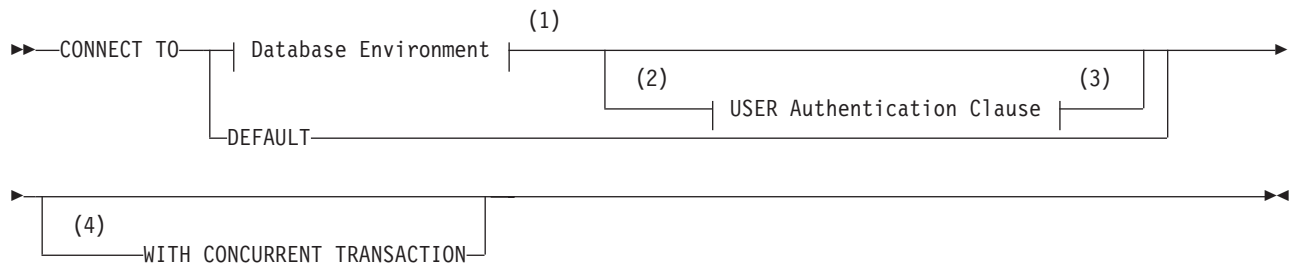 (1)
CONNECT TO Database Environment
(2) (3)
USER Authentication Clause
DEFAULT
(4)
WITH CONCURRENT TRANSACTION